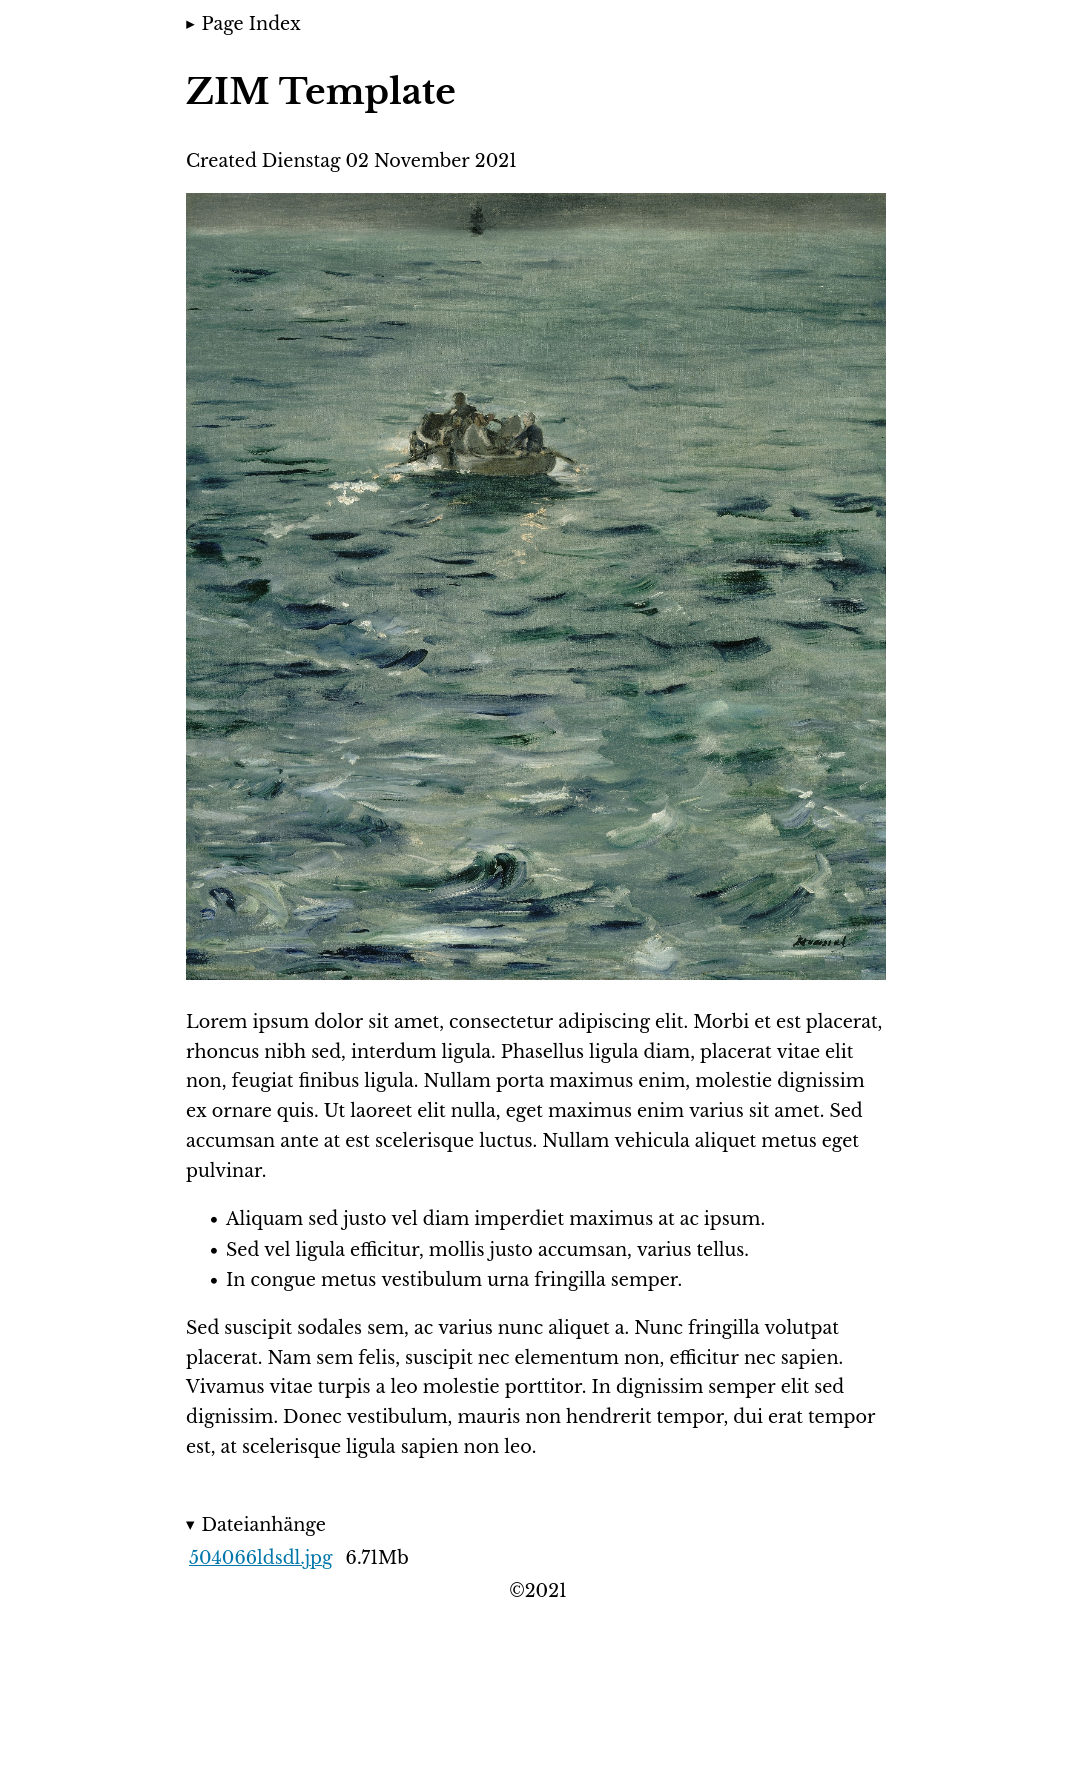 ▸ Page Index
ZIM Template
Created Dienstag 02 November 2021
Lorem ipsum dolor sit amet, consectetur adipiscing elit. Morbi et est placerat,
rhoncus nibh sed, interdum ligula. Phasellus ligula diam, placerat vitae elit
non, feugiat finibus ligula. Nullam porta maximus enim, molestie dignissim
ex ornare quis. Ut laoreet elit nulla, eget maximus enim varius sit amet. Sed
accumsan ante at est scelerisque luctus. Nullam vehicula aliquet metus eget
pulvinar.
• Aliquam sed justo vel diam imperdiet maximus at ac ipsum.
• Sed vel ligula efficitur, mollis justo accumsan, varius tellus.
• In congue metus vestibulum urna fringilla semper.
Sed suscipit sodales sem, ac varius nunc aliquet a. Nunc fringilla volutpat
placerat. Nam sem felis, suscipit nec elementum non, efficitur nec sapien.
Vivamus vitae turpis a leo molestie porttitor. In dignissim semper elit sed
dignissim. Donec vestibulum, mauris non hendrerit tempor, dui erat tempor
est, at scelerisque ligula sapien non leo.
▾ Dateianhänge
504066ldsdl.jpg 6.71Mb
©2021